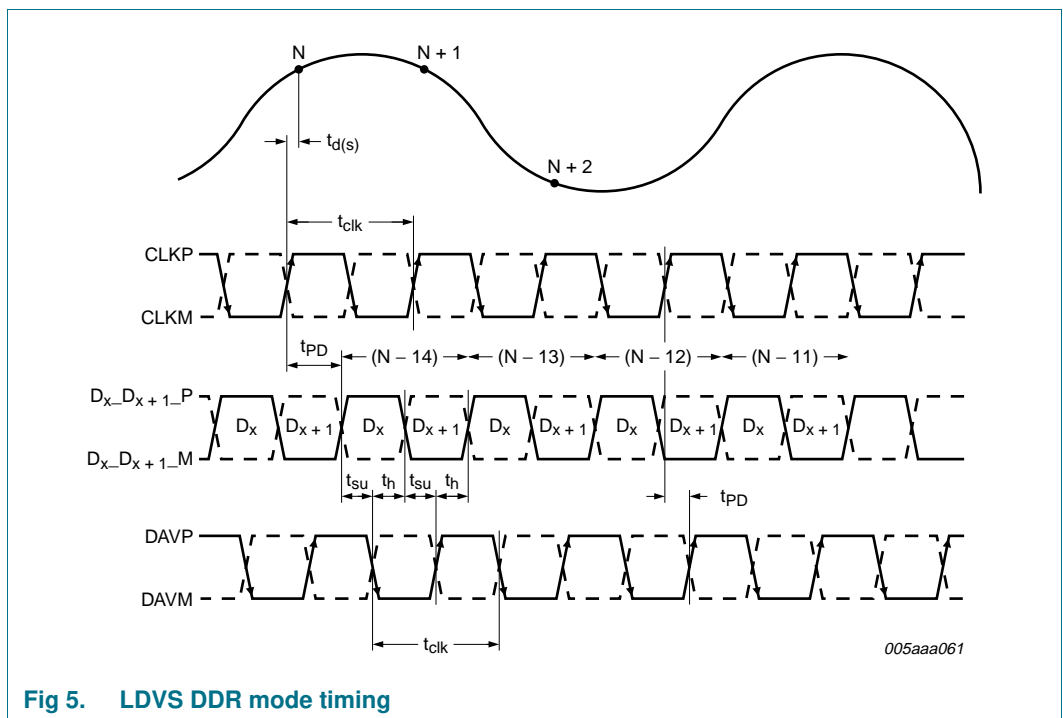 N
N + 1
t_d(s)
N + 2
t_clk
CLKP
CLKM
t_PD
(N − 14)
(N − 13)
(N − 12)
(N − 11)
D_x_D_x + 1_P
D_x
D_x + 1
D_x
D_x + 1
D_x
D_x + 1
D_x
D_x + 1
D_x
D_x + 1
D_x_D_x + 1_M
t_su
t_h
t_su
t_h
t_PD
DAVP
DAVM
t_clk
005aaa061
Fig 5. LDVS DDR mode timing